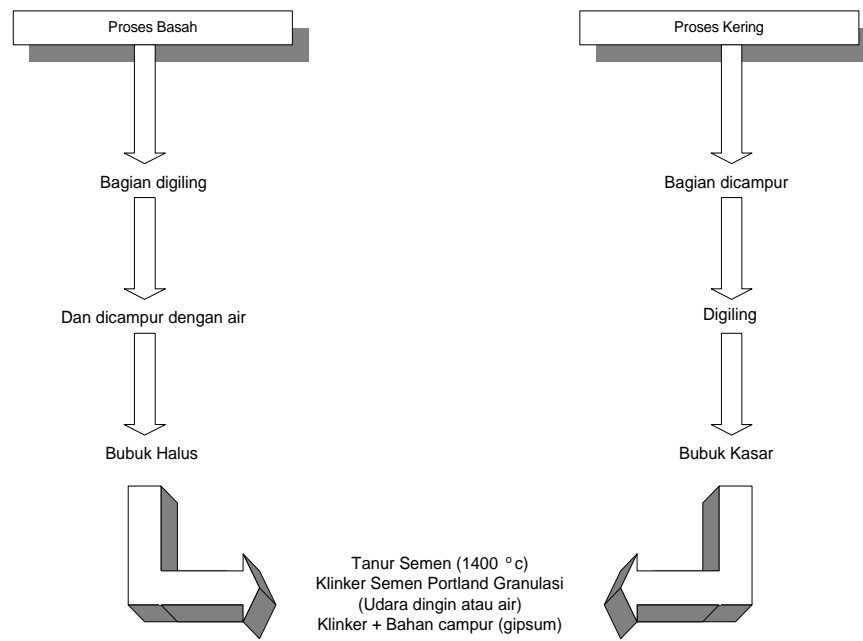 Proses Basah
Proses Kering
Bagian digiling
Bagian dicampur
Dan dicampur dengan air
Digiling
Bubuk Halus
Bubuk Kasar
Tanur Semen (1400 °c)
Klinker Semen Portland Granulasi
(Udara dingin atau air)
Klinker + Bahan campur (gipsum)